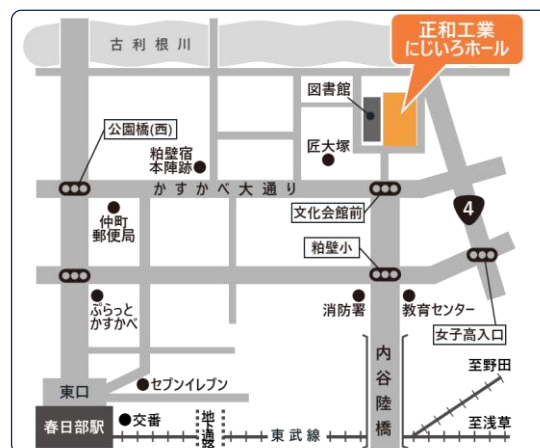 正和工業
にじいろホール
古利根川
図書館
公園橋(西)
粕壁宿
本陣跡
匠大塚
かすかべ大通り
文化会館前
4
仲町
郵便局
粕壁小
ぷらっと
かすかべ
消防署
教育センター
女子高入口
内谷陸橋
至野田
東口
セブンイレブン
春日部駅
交番
地下通路
東武線
至浅草